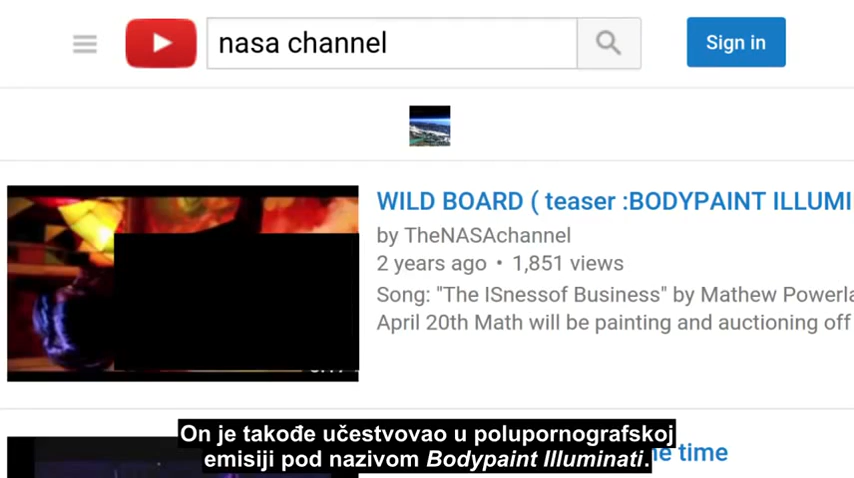 nasa channel
Sign in
WILD BOARD ( teaser :BODYPAINT ILLUMI
by TheNASAchannel
2 years ago • 1,851 views
Song: "The ISnessof Business" by Mathew Powerla
April 20th Math will be painting and auctioning off
time
On je takođe učestvovao u polupornografskoj
emisiji pod nazivom Bodypaint Illuminati.